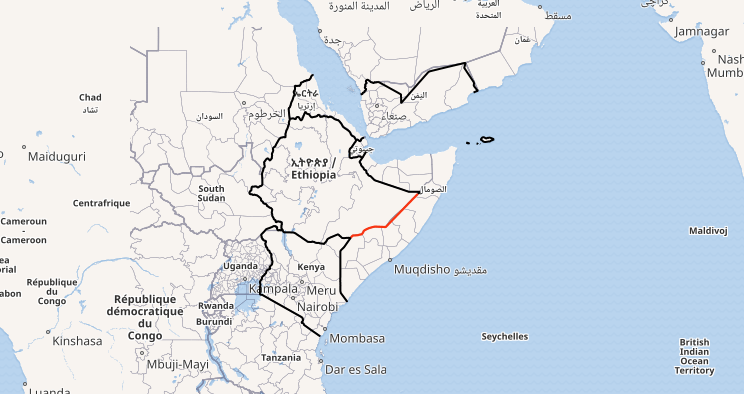 المدينة المنورة
الرياض
العربية
المتحدة
مسقط
كراچی
Jamnagar
جدة
عمان
Nash
Mumb
Chad
تشاد
ኤርትራ
إرتريا
اليمن
صنعاء
السودان
الخرطوم
Maiduguri
جيبوتي
ኢትዮጵያ /
Ethiopia
South
Sudan
الصومال
Centrafrique
Cameroun
- Cameroon
Maldivoj
Muqdisho مقديشو
Uganda
Kenya
Kampala
Meru
Nairobi
République
du
Congo
République
démocratique
du
Congo
Rwanda
Burundi
Kinshasa
Mombasa
Seychelles
British
Indian
Ocean
Territory
Tanzania
Mbuji-Mayi
Dar es Sala
Luanda